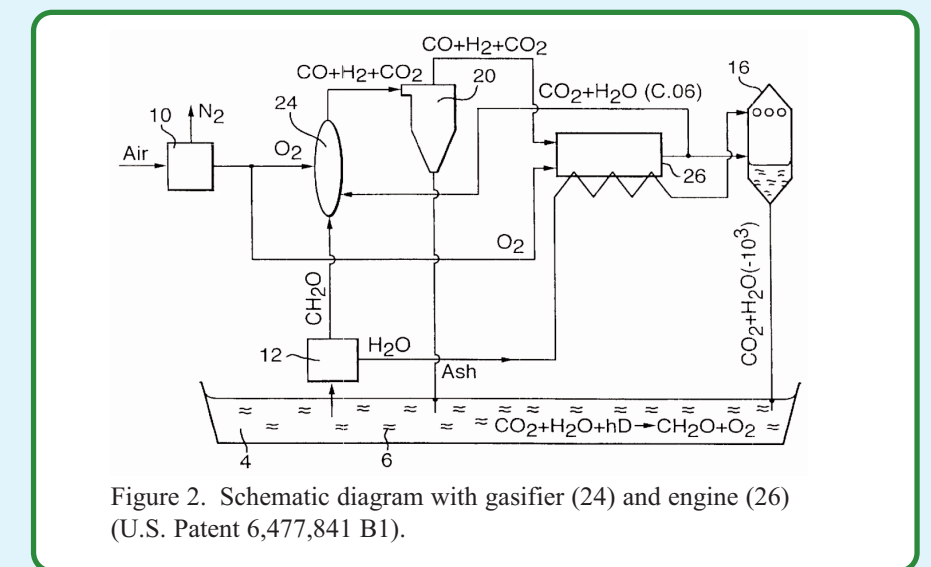 CO+H2+CO2
16
CO+H2+CO2
20
CO2+H2O (C.06)
24
10
N2
Air
O2
26
O2
CH2O
CO2+H2O(-10³)
12
H2O
Ash
CO2+H2O+hD→CH2O+O2
4
6
Figure 2. Schematic diagram with gasifier (24) and engine (26)
(U.S. Patent 6,477,841 B1).